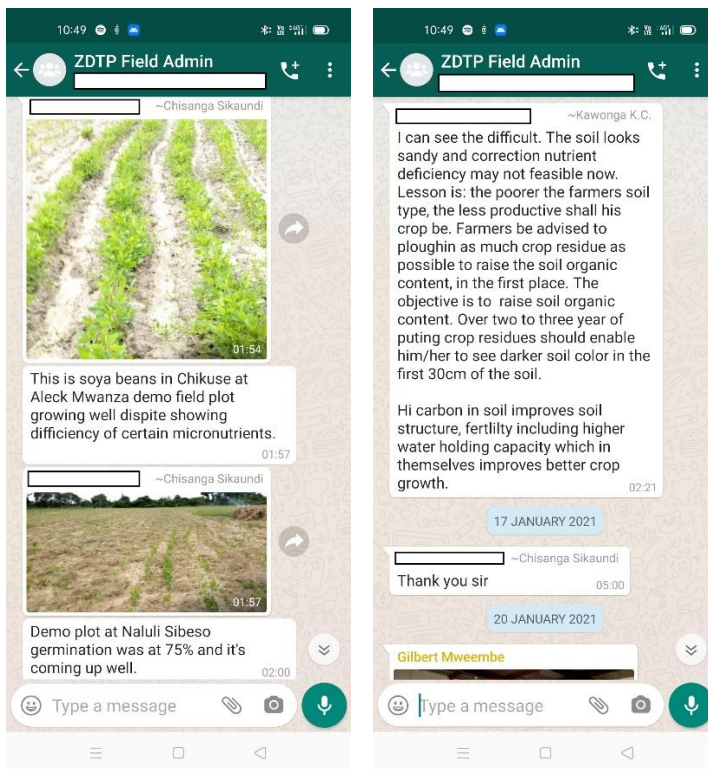 10:49
ZDTP Field Admin
~Chisanga Sikaundi
01:54
This is soya beans in Chikuse at
Aleck Mwanza demo field plot
growing well dispite showing
difficiency of certain micronutrients.
01:57
~Chisanga Sikaundi
01:57
Demo plot at Naluli Sibeso
germination was at 75% and it's
coming up well.
02:00
Type a message
10:49
ZDTP Field Admin
~Kawonga K.C.
I can see the difficult. The soil looks
sandy and correction nutrient
deficiency may not feasible now.
Lesson is: the poorer the farmers soil
type, the less productive shall his
crop be. Farmers be advised to
ploughin as much crop residue as
possible to raise the soil organic
content, in the first place. The
objective is to raise soil organic
content. Over two to three year of
puting crop residues should enable
him/her to see darker soil color in the
first 30cm of the soil.
Hi carbon in soil improves soil
structure, fertilty including higher
water holding capacity which in
themselves improves better crop
growth.
02:21
17 JANUARY 2021
~Chisanga Sikaundi
Thank you sir
05:00
20 JANUARY 2021
Gilbert Mweembe
Type a message